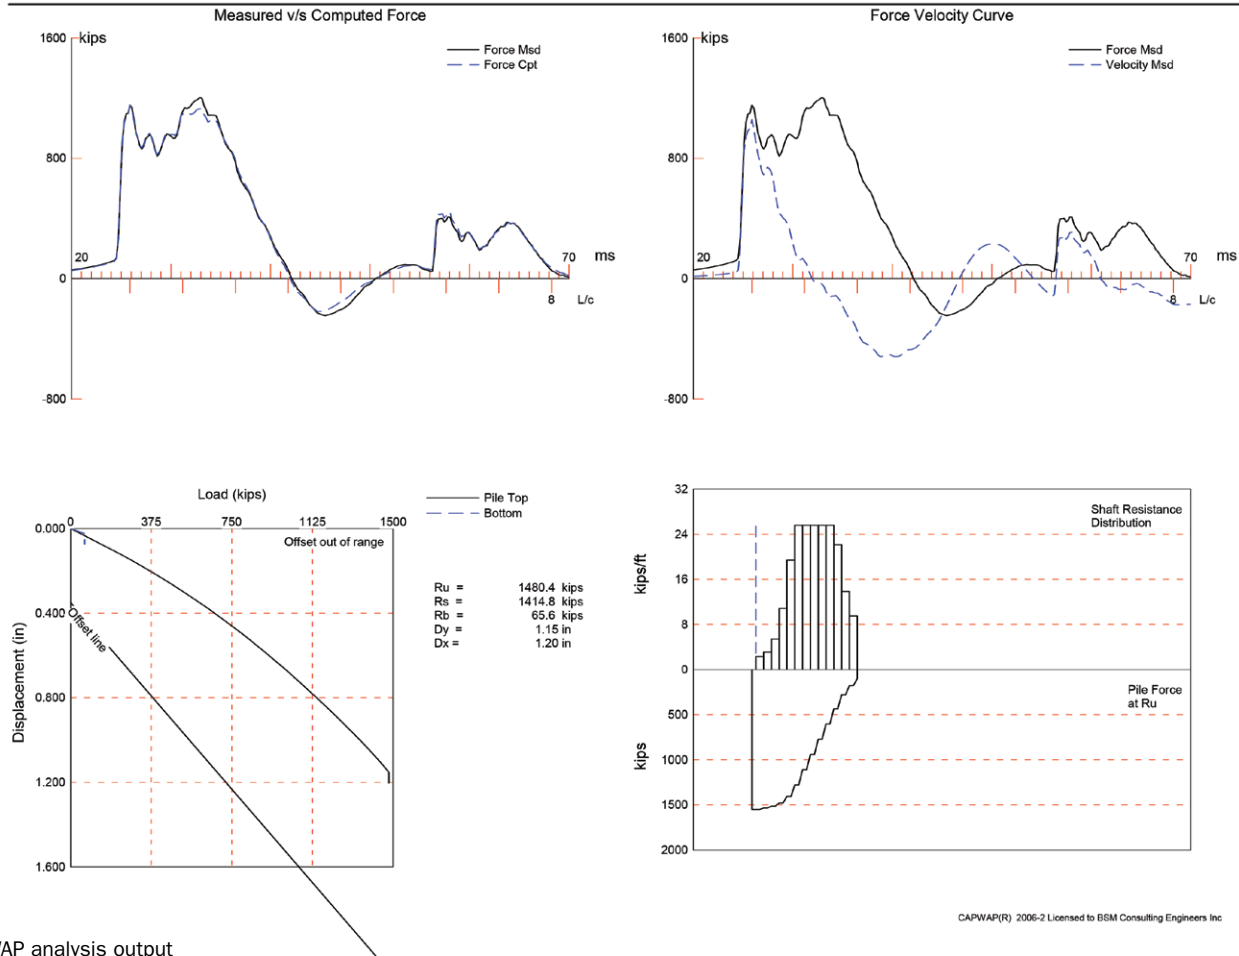 Measured v/s Computed Force
1600 kips
Force Msd
Force Cpt
800
20
70 ms
0
8 L/c
-800
Force Velocity Curve
1600 kips
Force Msd
Velocity Msd
800
20
70 ms
0
8 L/c
-800
Load (kips)
0 375 750 1125 1500
0.000
0.400
0.800
1.200
1.600
Displacement (in)
Offset out of range
Offset line
Pile Top
Bottom
Ru = 1480.4 kips
Rs = 1414.8 kips
Rb = 65.6 kips
Dy = 1.15 in
Dx = 1.20 in
32
24
16
8
0
kips/ft
Shaft Resistance
Distribution
500
1000
1500
2000
kips
Pile Force
at Ru
CAPWAP(R) 2006-2 Licensed to BSM Consulting Engineers Inc
analysis output